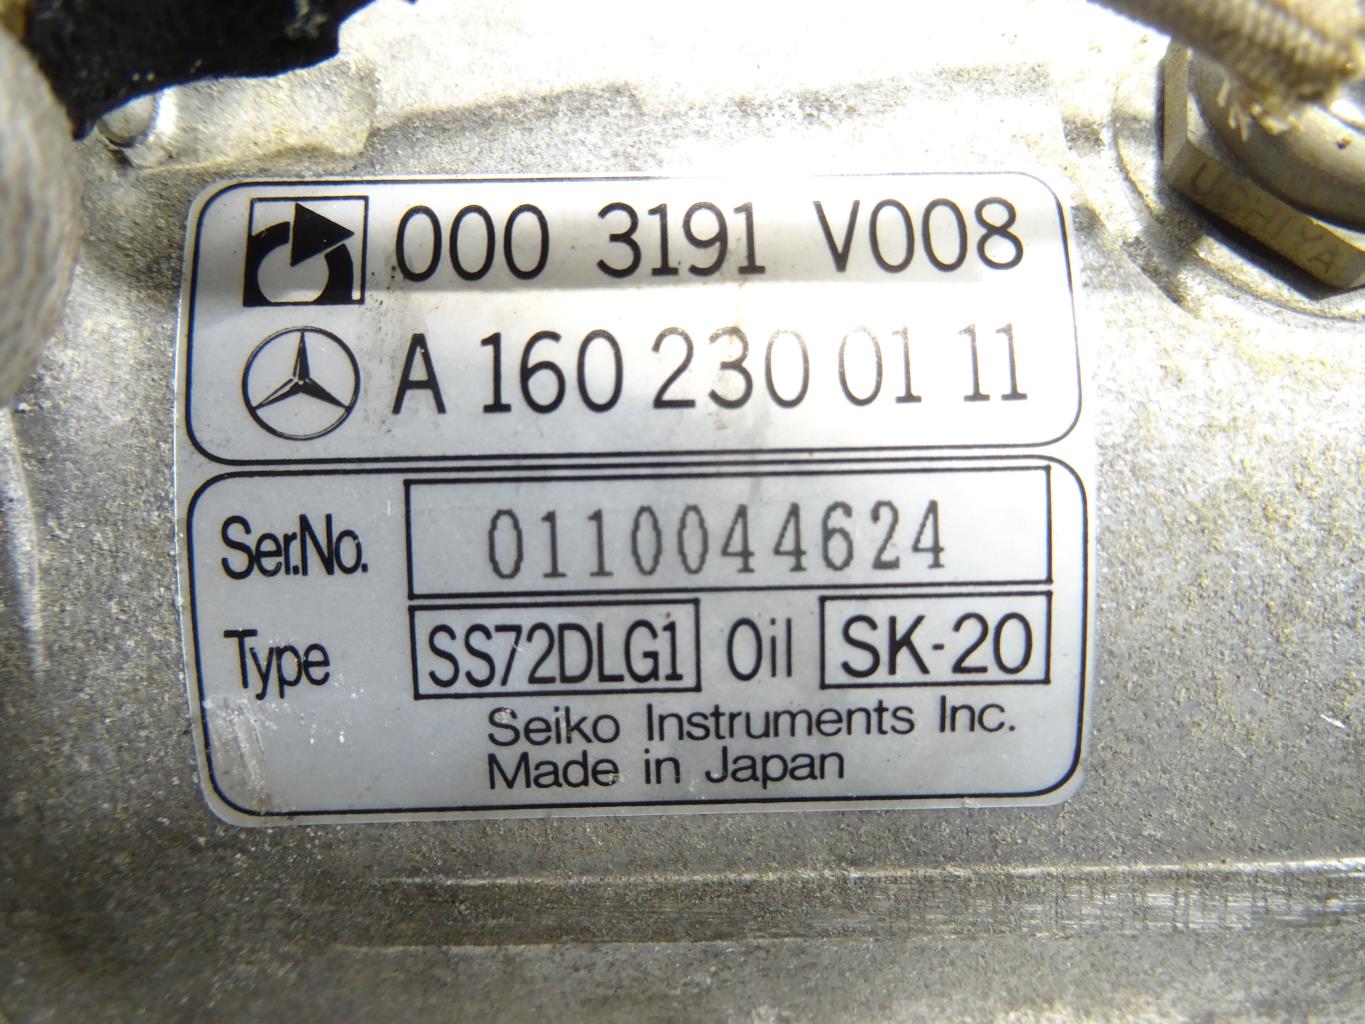 000 3191 V008
A 160 230 01 11
Ser.No. 0110044624
Type SS72DLG1 Oil SK-20
Seiko Instruments Inc.
Made in Japan
UCHIYA